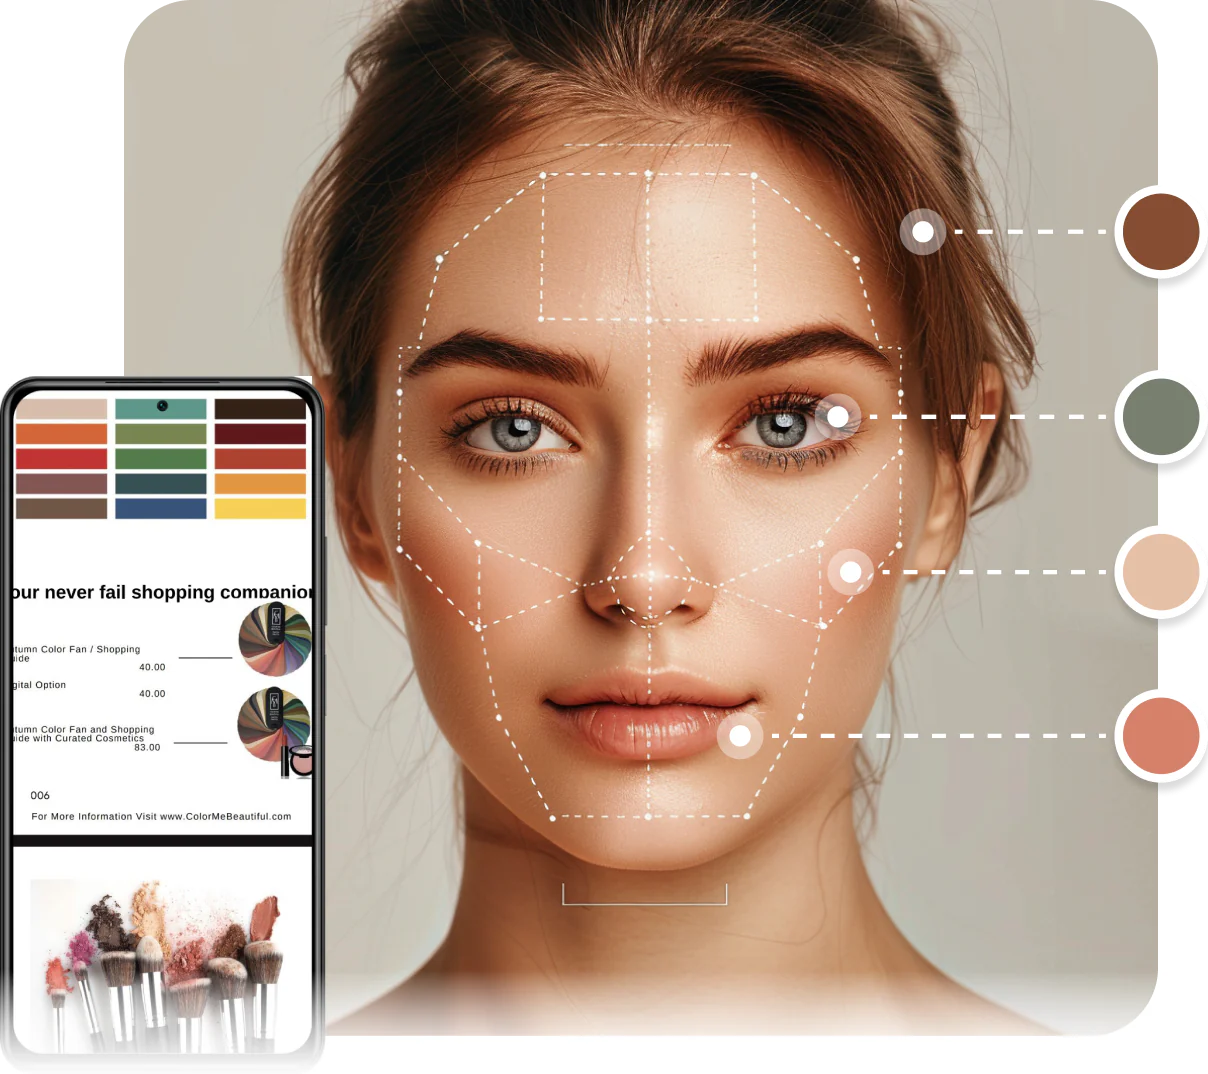 our never fail shopping companion
tumn Color Fan / Shopping
ide
40.00
gital Option
40.00
tumn Color Fan and Shopping
ide with Curated Cosmetics
83.00
006
For More Information Visit www.ColorMeBeautiful.com